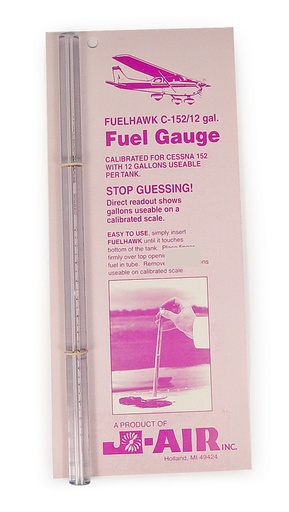 FUELHAWK C-152/12 gal.
Fuel Gauge
CALIBRATED FOR CESSNA 152
WITH 12 GALLONS USEABLE
PER TANK.
STOP GUESSING!
Direct readout shows
gallons useable on a
calibrated scale.
EASY TO USE, simply insert
FUELHAWK until it touches
bottom of the tank.
firmly over top
fuel in tube.
useable on calibrated scale.
A PRODUCT OF
J-AIR INC.
Holland, MI 49424